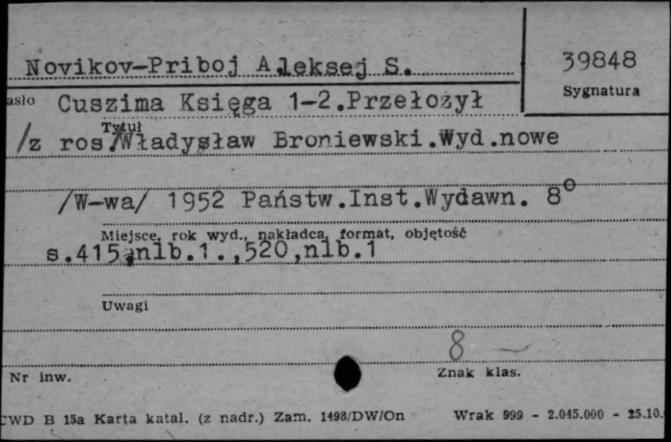 Novikov-Priboj Aleksej S.
39848
Sygnatura
asło Cuszima Księga 1-2.Przełożył
Tytuł
/z ros./Władysław Broniewski.Wyd.nowe
/W-wa/ 1952 Państw.Inst.Wydawn. 8°
Miejsce, rok wyd., nakładca, format, objętość
s.415,nlb.1.,520,nlb.1
Uwagi
8 -
Nr inw.
Znak klas.
CWD B 15a Karta katal. (z nadr.) Zam. 1498/DW/On Wrak 999 - 2.045.000 - 25.10.